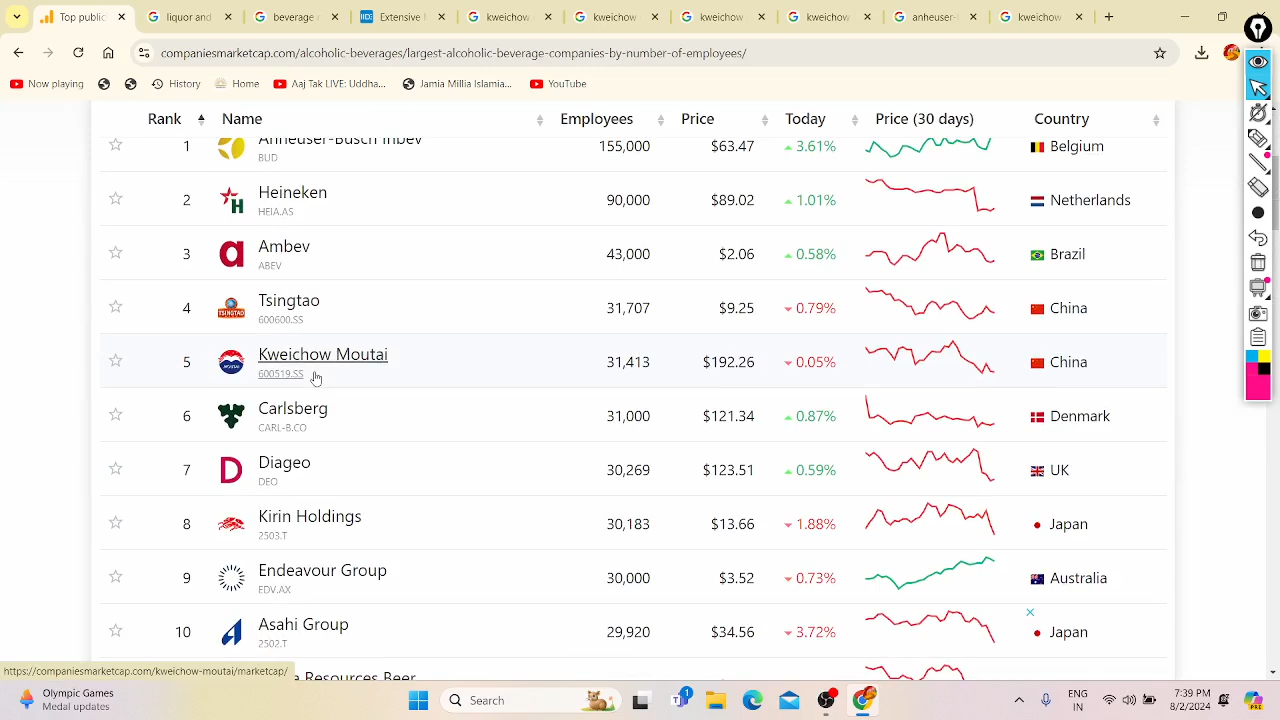 Top public
liquor and
beverage
Extensive
kweichow
kweichow
kweichow
kweichow
anheuser-
kweichow
companiesmarketcap.com/alcoholic-beverages/largest-alcoholic-beverage-companies-by-number-of-employees/
Now playing
History
Home
Aaj Tak LIVE: Uddha...
Jamia Millia Islamia...
YouTube
Rank Name Employees Price Today Price (30 days) Country
1 Anheuser-Busch Inbev 155,000 $63.47 3.61% Belgium
BUD
2 Heineken 90,000 $89.02 1.01% Netherlands
HEIA.AS
3 Ambev 43,000 $2.06 0.58% Brazil
ABEV
4 Tsingtao 31,707 $9.25 0.79% China
TSINGTAO 600600.SS
5 Kweichow Moutai 31,413 $192.26 0.05% China
MOUTAI 600519.SS
6 Carlsberg 31,000 $121.34 0.87% Denmark
CARL-B.CO
7 Diageo 30,269 $123.51 0.59% UK
DEO
8 Kirin Holdings 30,183 $13.66 1.88% Japan
2503.T
9 Endeavour Group 30,000 $3.52 0.73% Australia
EDV.AX
10 Asahi Group 29,920 $34.56 3.72% Japan
2502.T
Resources Beer
https://companiesmarketcap.com/kweichow-moutai/marketcap/
Olympic Games
Medal updates
Search
1
ENG
IN
7:39 PM
8/2/2024
PRE